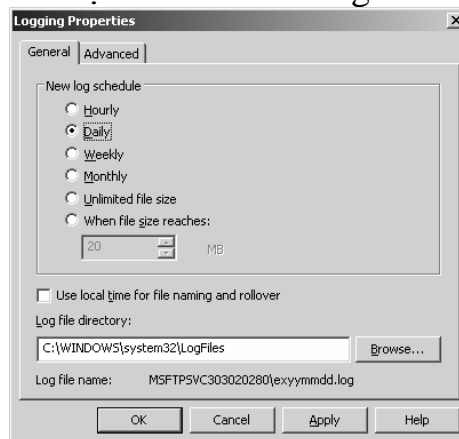 Logging Properties
General
Advanced
New log schedule
Hourly
Daily
Weekly
Monthly
Unlimited file size
When file size reaches:
20 MB
Use local time for file naming and rollover
Log file directory:
C:\WINDOWS\system32\LogFiles
Browse...
Log file name: MSFTPSVC303020280\exyymmdd.log
OK Cancel Apply Help